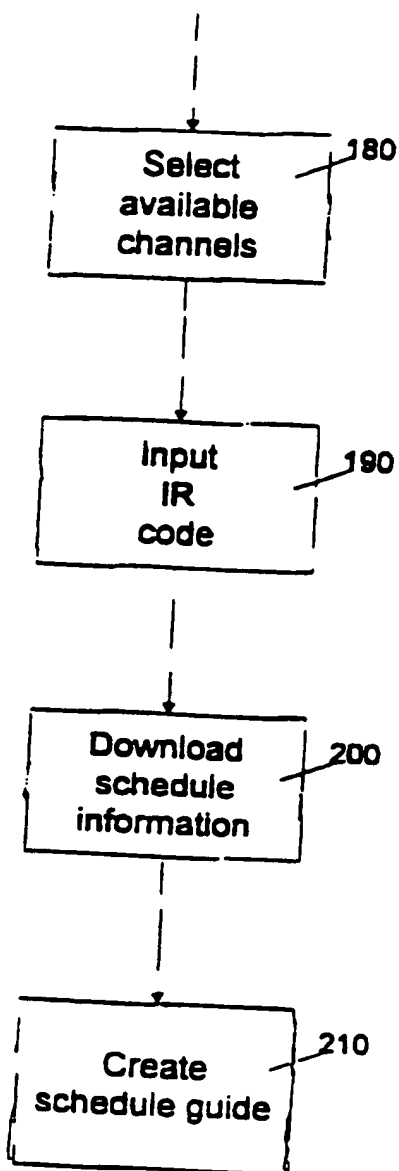 180
Select
available
channels
190
Input
IR
code
200
Download
schedule
information
210
Create
schedule guide